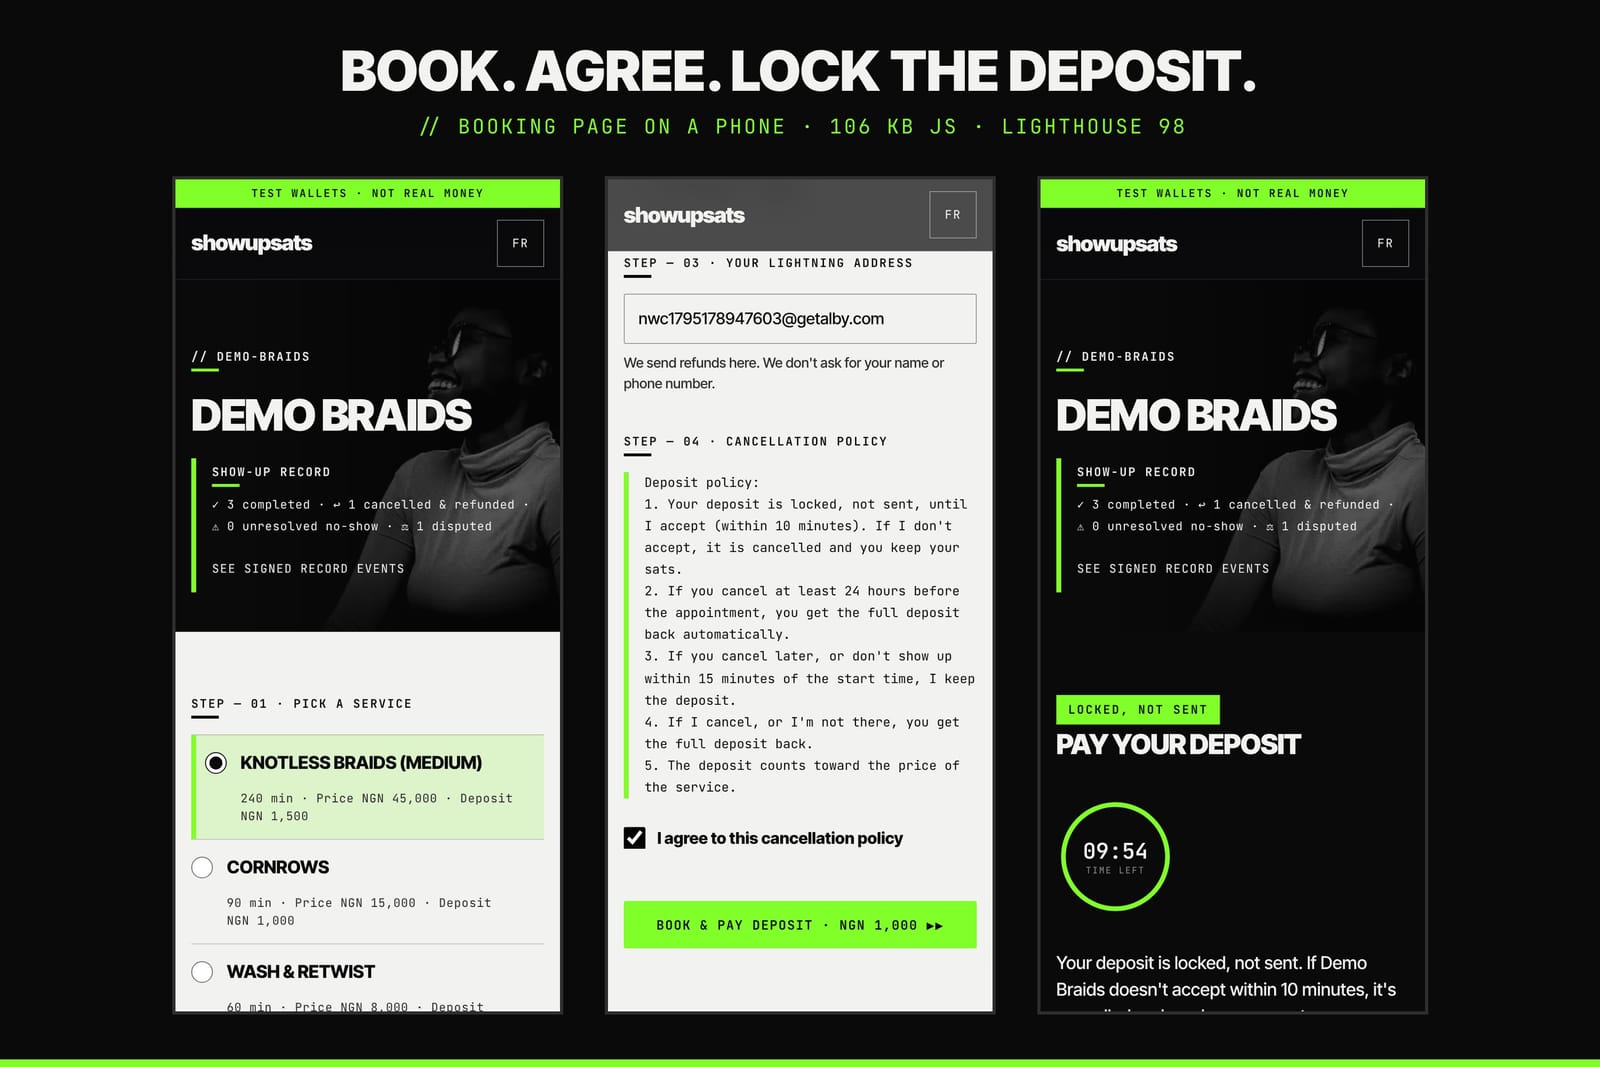 BOOK. AGREE. LOCK THE DEPOSIT.
// BOOKING PAGE ON A PHONE · 106 KB JS · LIGHTHOUSE 98
TEST WALLETS · NOT REAL MONEY
showupsats
FR
// DEMO-BRAIDS
DEMO BRAIDS
SHOW-UP RECORD
✓ 3 completed · ↩ 1 cancelled & refunded ·
⚠ 0 unresolved no-show · ⚖ 1 disputed
SEE SIGNED RECORD EVENTS
STEP — 01 · PICK A SERVICE
KNOTLESS BRAIDS (MEDIUM)
240 min · Price NGN 45,000 · Deposit
NGN 1,500
CORNROWS
90 min · Price NGN 15,000 · Deposit
NGN 1,000
WASH & RETWIST
60 min · Price NGN 8,000 · Deposit
showupsats
FR
STEP — 03 · YOUR LIGHTNING ADDRESS
nwc1795178947603@getalby.com
We send refunds here. We don't ask for your name or
phone number.
STEP — 04 · CANCELLATION POLICY
Deposit policy:
1. Your deposit is locked, not sent, until
I accept (within 10 minutes). If I don't
accept, it is cancelled and you keep your
sats.
2. If you cancel at least 24 hours before
the appointment, you get the full deposit
back automatically.
3. If you cancel later, or don't show up
within 15 minutes of the start time, I keep
the deposit.
4. If I cancel, or I'm not there, you get
the full deposit back.
5. The deposit counts toward the price of
the service.
I agree to this cancellation policy
BOOK & PAY DEPOSIT · NGN 1,000 ▶▶
TEST WALLETS · NOT REAL MONEY
showupsats
FR
// DEMO-BRAIDS
DEMO BRAIDS
SHOW-UP RECORD
✓ 3 completed · ↩ 1 cancelled & refunded ·
⚠ 0 unresolved no-show · ⚖ 1 disputed
SEE SIGNED RECORD EVENTS
LOCKED, NOT SENT
PAY YOUR DEPOSIT
09:54
TIME LEFT
Your deposit is locked, not sent. If Demo
Braids doesn't accept within 10 minutes, it's